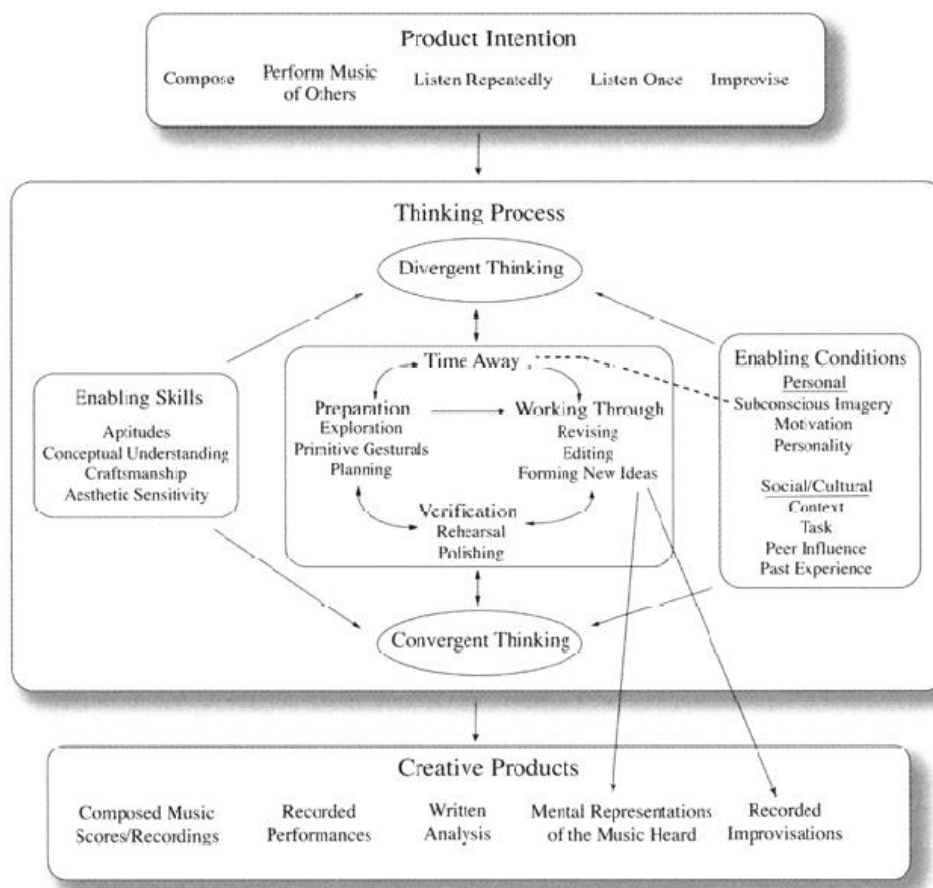 Product Intention
Compose
Perform Music
of Others
Listen Repeatedly
Listen Once
Improvise
Thinking Process
Divergent Thinking
Enabling Skills
Aptitudes
Conceptual Understanding
Craftsmanship
Aesthetic Sensitivity
Time Away
Preparation
Exploration
Primitive Gesturals
Planning
Working Through
Revising
Editing
Forming New Ideas
Verification
Rehearsal
Polishing
Enabling Conditions
Personal
Subconscious Imagery
Motivation
Personality
Social/Cultural
Context
Task
Peer Influence
Past Experience
Convergent Thinking
Creative Products
Composed Music
Scores/Recordings
Recorded
Performances
Written
Analysis
Mental Representations
of the Music Heard
Recorded
Improvisations